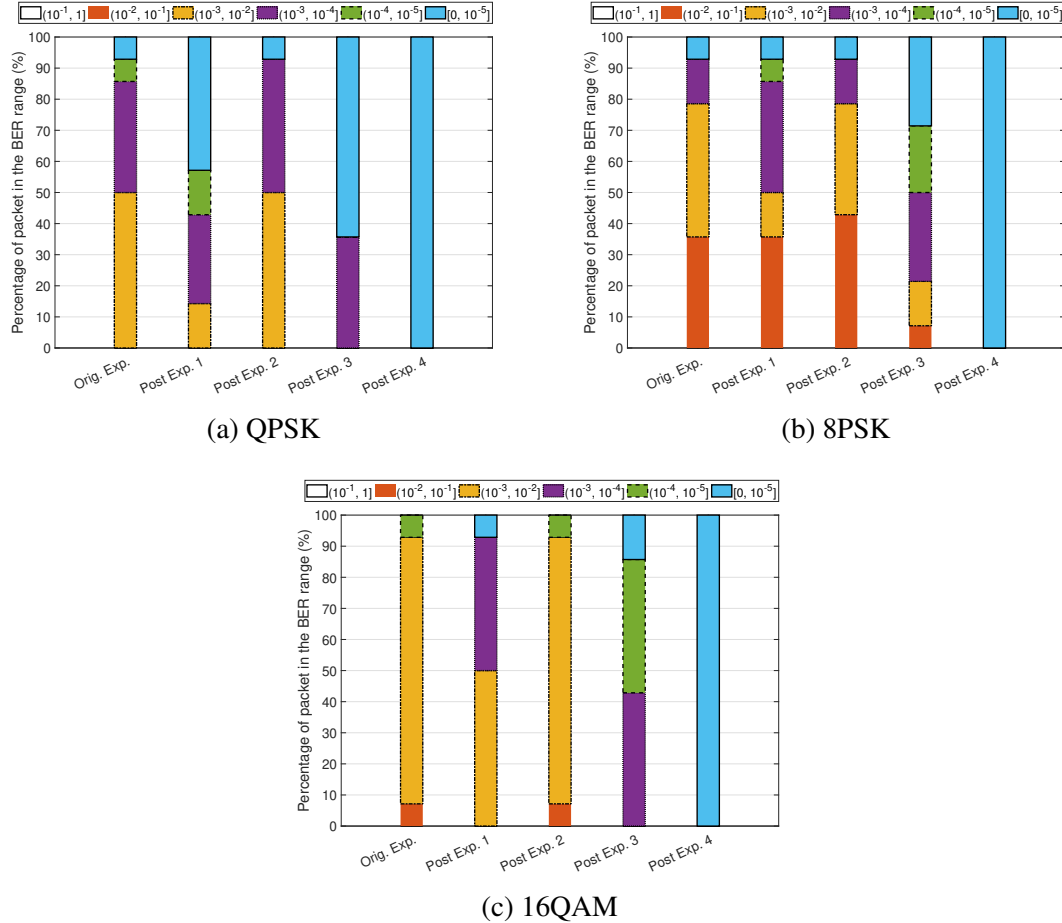 (10⁻¹, 1] (10⁻², 10⁻¹] (10⁻³, 10⁻²] (10⁻³, 10⁻⁴] (10⁻⁴, 10⁻⁵] [0, 10⁻⁵]
Percentage of packet in the BER range (%)
100
90
80
70
60
50
40
30
20
10
0
Orig. Exp.
Post Exp. 1
Post Exp. 2
Post Exp. 3
Post Exp. 4
(a) QPSK
(10⁻¹, 1] (10⁻², 10⁻¹] (10⁻³, 10⁻²] (10⁻³, 10⁻⁴] (10⁻⁴, 10⁻⁵] [0, 10⁻⁵]
Percentage of packet in the BER range (%)
100
90
80
70
60
50
40
30
20
10
0
Orig. Exp.
Post Exp. 1
Post Exp. 2
Post Exp. 3
Post Exp. 4
(b) 8PSK
(10⁻¹, 1] (10⁻², 10⁻¹] (10⁻³, 10⁻²] (10⁻³, 10⁻⁴] (10⁻⁴, 10⁻⁵] [0, 10⁻⁵]
Percentage of packet in the BER range (%)
100
90
80
70
60
50
40
30
20
10
0
Orig. Exp.
Post Exp. 1
Post Exp. 2
Post Exp. 3
Post Exp. 4
(c) 16QAM